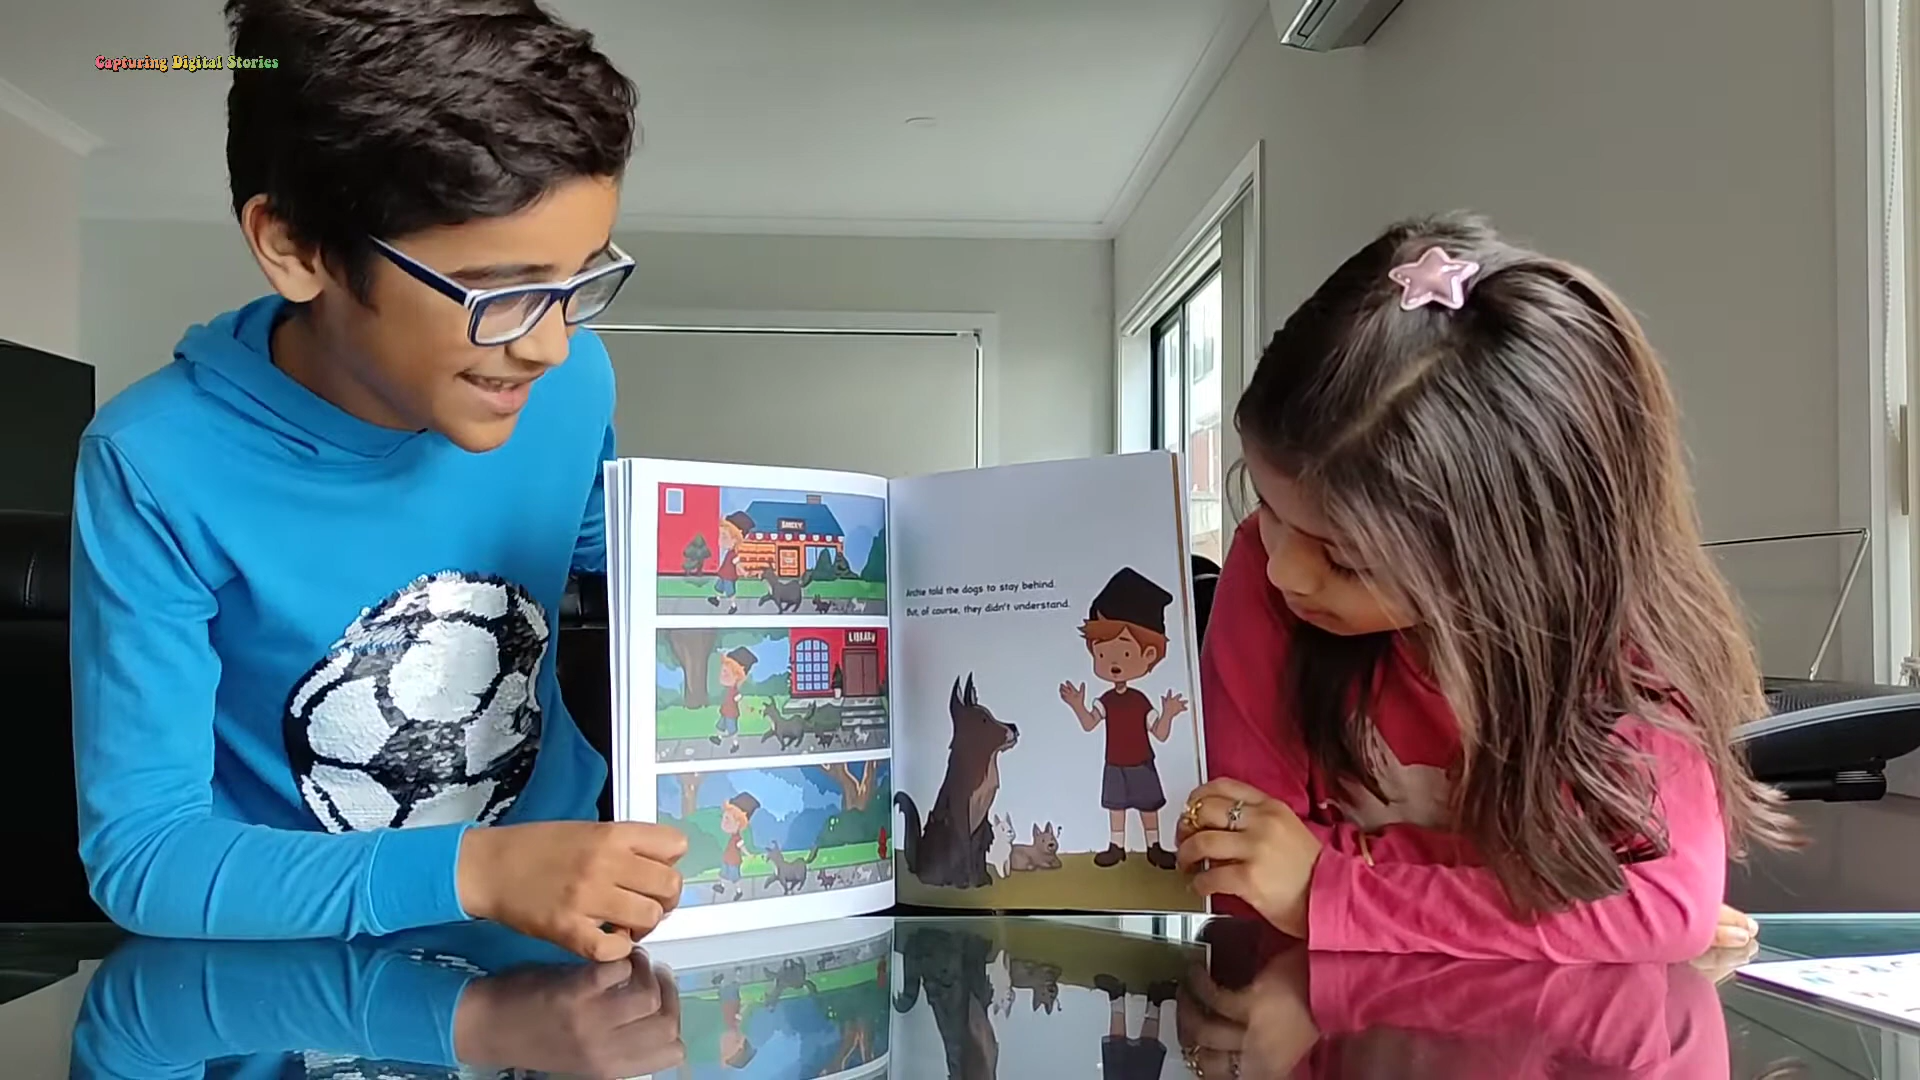 Capturing Digital Stories
BAKERY
LIBRARY
Archie told the dogs to stay behind.
But, of course, they didn't understand.